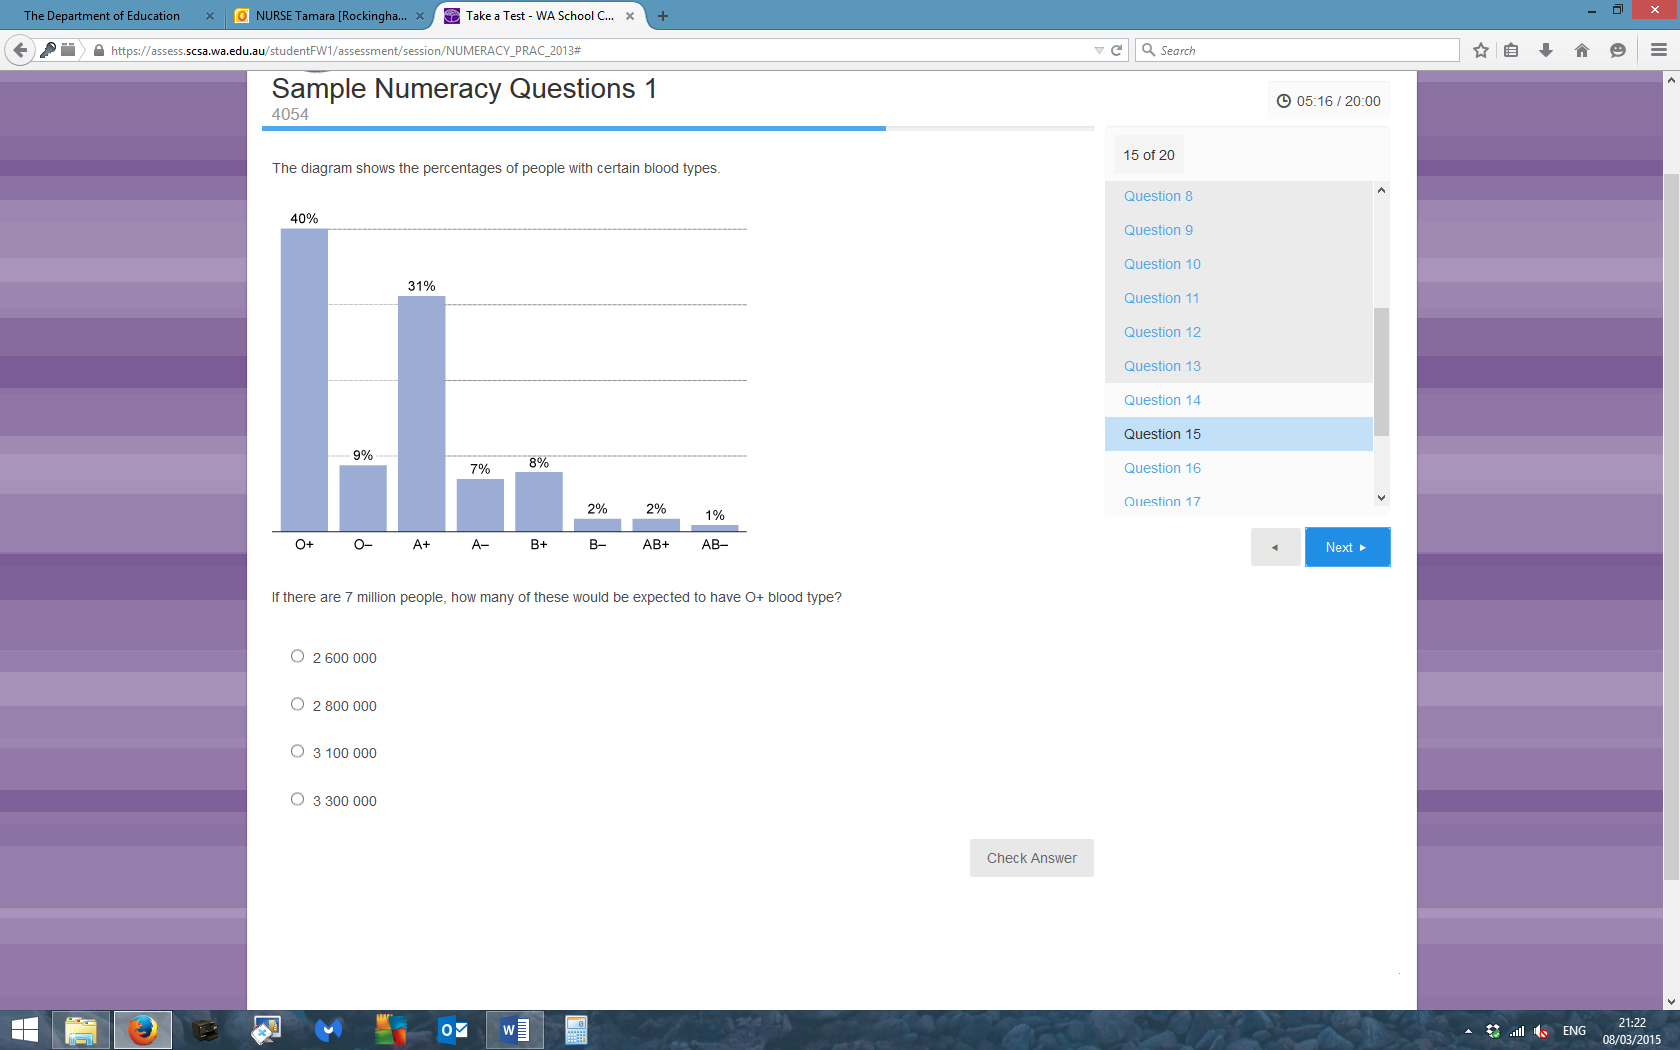 The Department of Education
NURSE Tamara [Rockingha...
Take a Test - WA School C...
https://assess.scsa.wa.edu.au/studentFW1/assessment/session/NUMERACY_PRAC_2013#
Search
Sample Numeracy Questions 1
4054
05:16 / 20:00
15 of 20
The diagram shows the percentages of people with certain blood types.
40%
9%
31%
7%
8%
2%
2%
1%
O+ O– A+ A– B+ B– AB+ AB–
Question 8
Question 9
Question 10
Question 11
Question 12
Question 13
Question 14
Question 15
Question 16
Question 17
Next
If there are 7 million people, how many of these would be expected to have O+ blood type?
2 600 000
2 800 000
3 100 000
3 300 000
Check Answer
ENG
21:22
08/03/2015